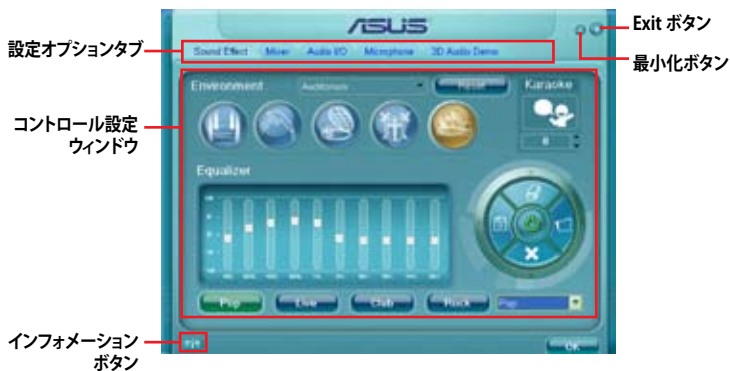 ASUS
Exit ボタン
最小化ボタン
設定オプションタブ
Sound Effect Mixer Audio I/O Microphone 3D Audio Demo
Environment Auditorium Reset Karaoke
コントロール設定
ウィンドウ
Equalizer
Pop Live Club Rock Pop
インフォメーション
ボタン
OK